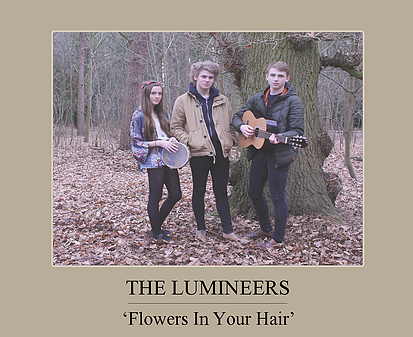 THE LUMINEERS
‘Flowers In Your Hair’